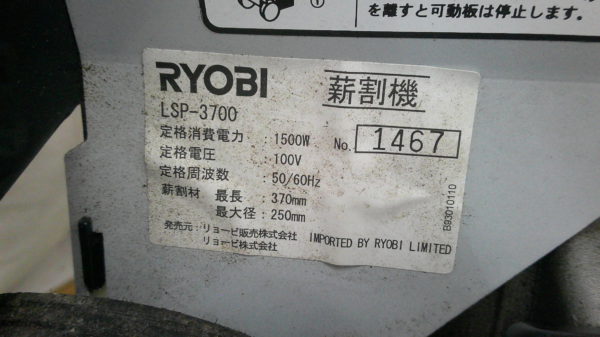 ①
を離すと可動板は停止します。
RYOBI 薪割機
LSP-3700
定格消費電力：1500W No. 1467
定格電圧：100V
定格周波数：50/60Hz
薪割材 最長：370mm
最大径：250mm
発売元：リョービ販売株式会社
リョービ株式会社 IMPORTED BY RYOBI LIMITED
B93010110